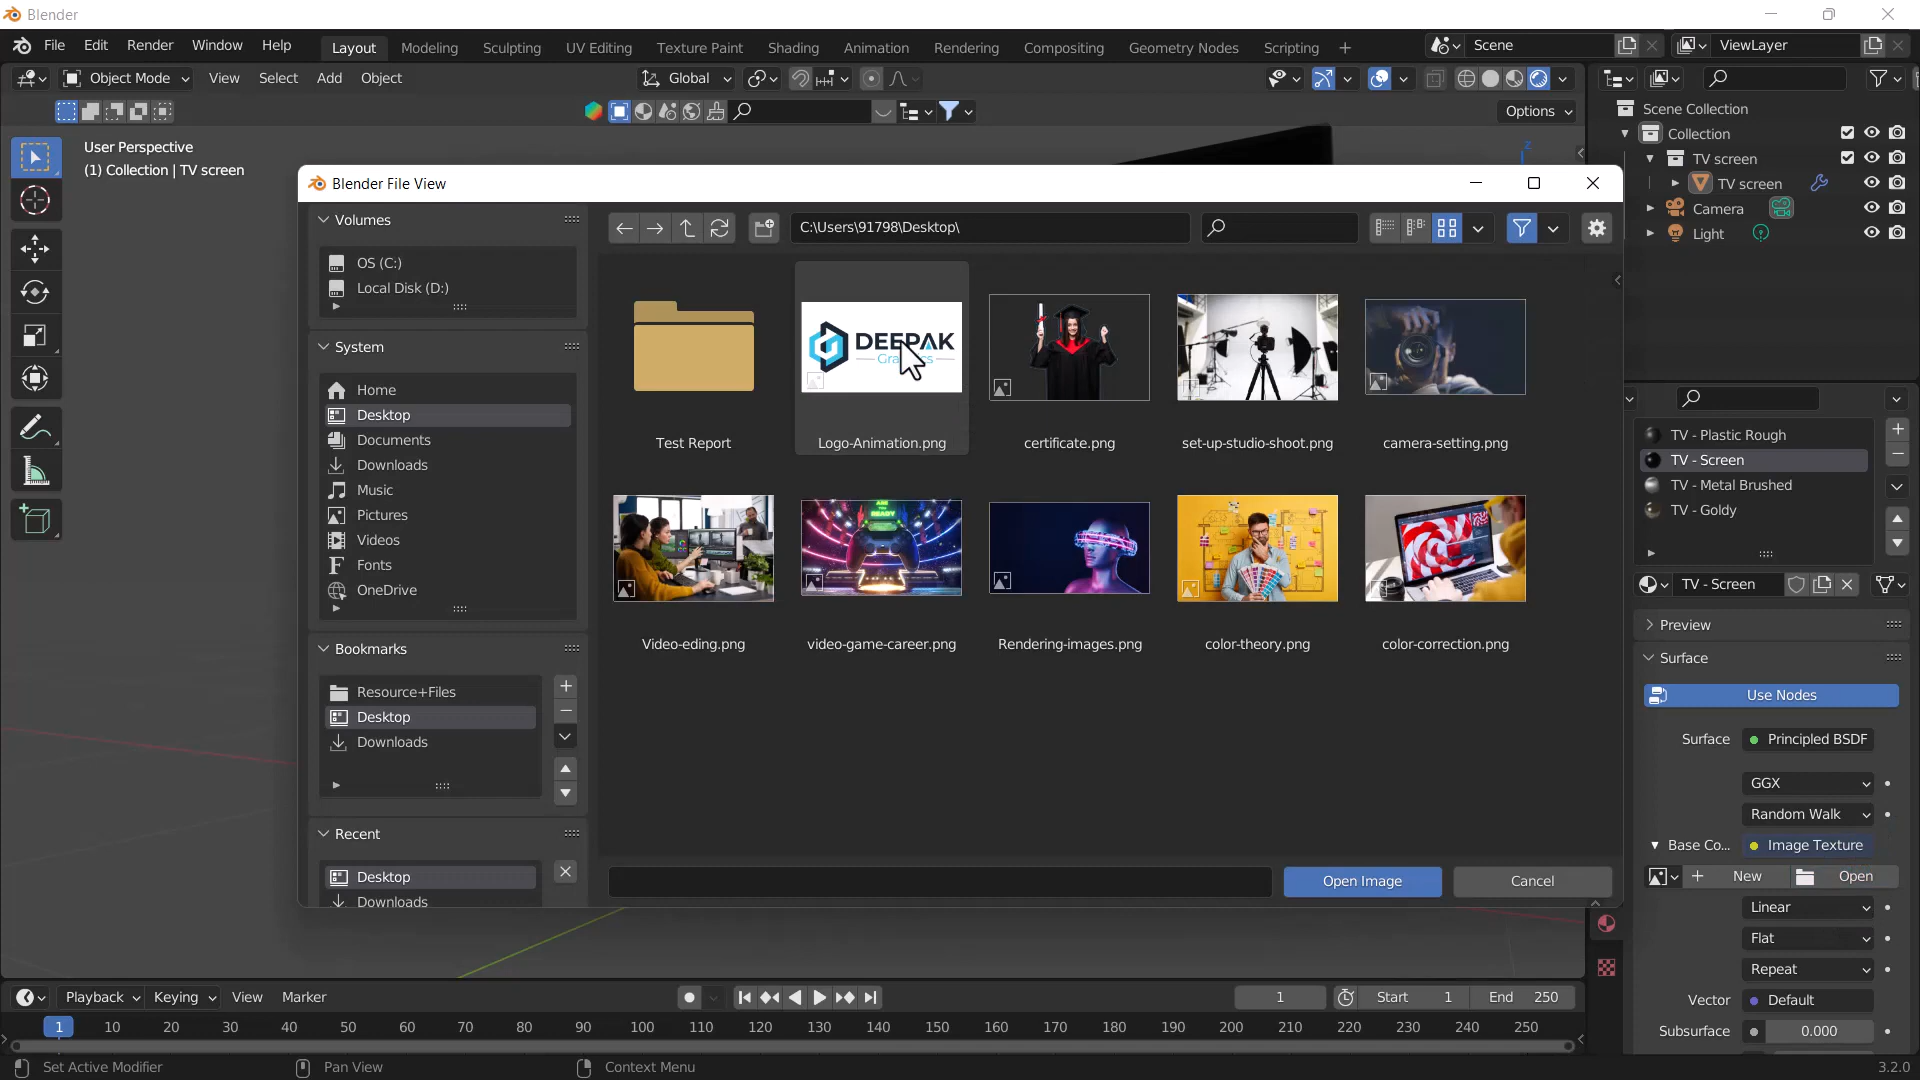 Blender
File Edit Render Window Help Layout Modeling Sculpting UV Editing Texture Paint Shading Animation Rendering Compositing Geometry Nodes Scripting + Scene ViewLayer
Object Mode View Select Add Object Global
Options
User Perspective
(1) Collection | TV screen
Scene Collection
Collection
TV screen
TV screen
Camera
Light
Blender File View
Volumes
OS (C:)
Local Disk (D:)
System
Home
Desktop
Documents
Downloads
Music
Pictures
Videos
Fonts
OneDrive
Bookmarks
Resource+Files
Desktop
Downloads
Recent
Desktop
Downloads
C:\Users\91798\Desktop\
DEEPAK
Test Report Logo-Animation.png certificate.png set-up-studio-shoot.png camera-setting.png
Video-eding.png video-game-career.png Rendering-images.png color-theory.png color-correction.png
Open Image Cancel
TV - Plastic Rough
TV - Screen
TV - Metal Brushed
TV - Goldy
TV - Screen
Preview
Surface
Use Nodes
Surface Principled BSDF
GGX
Random Walk
Base Co... Image Texture
New Open
Linear
Flat
Repeat
Vector Default
Subsurface 0.000
Playback Keying View Marker 1 Start 1 End 250
1 10 20 30 40 50 60 70 80 90 100 110 120 130 140 150 160 170 180 190 200 210 220 230 240 250
Set Active Modifier Pan View Context Menu 3.2.0